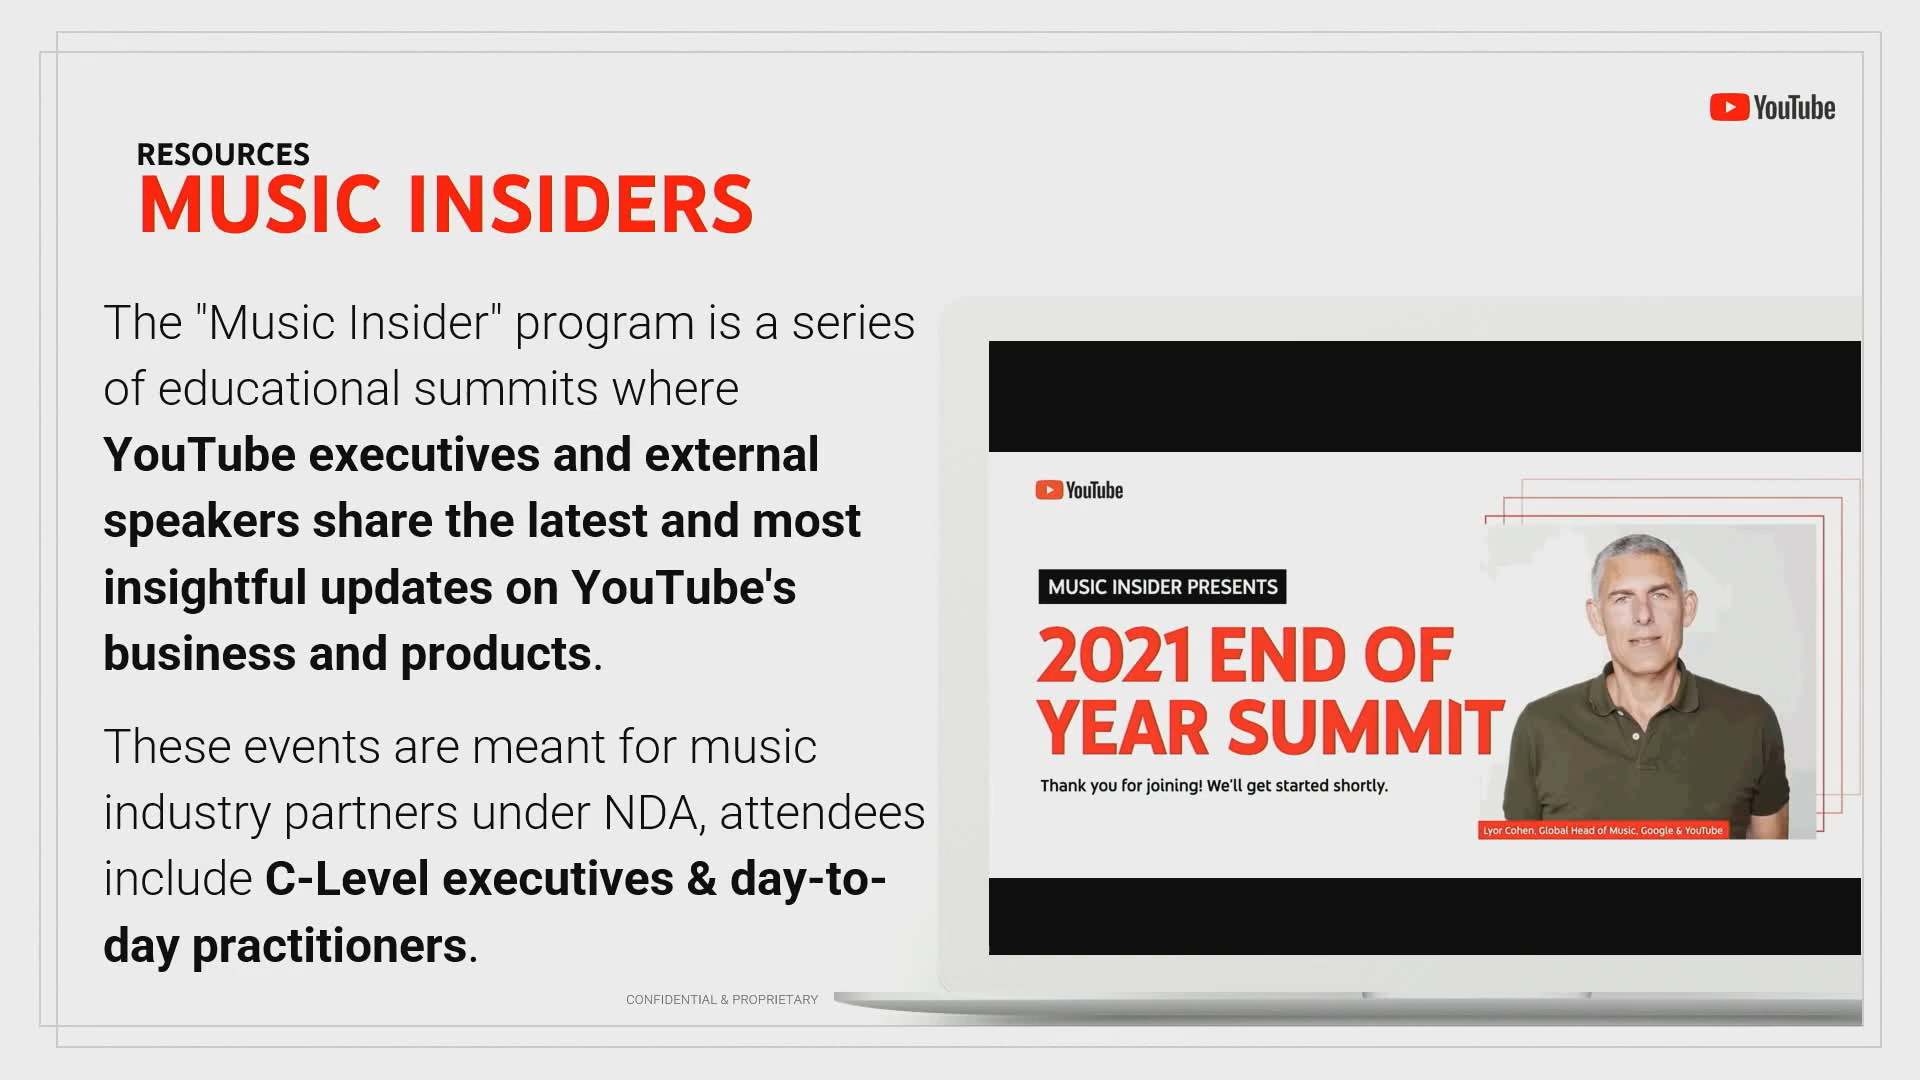 YouTube
RESOURCES
MUSIC INSIDERS
The "Music Insider" program is a series
of educational summits where
YouTube executives and external
speakers share the latest and most
insightful updates on YouTube's
business and products.
These events are meant for music
industry partners under NDA, attendees
include C-Level executives & day-to-
day practitioners.
YouTube
MUSIC INSIDER PRESENTS
2021 END OF
YEAR SUMMIT
Thank you for joining! We'll get started shortly.
Lyor Cohen, Global Head of Music, Google & YouTube
CONFIDENTIAL & PROPRIETARY